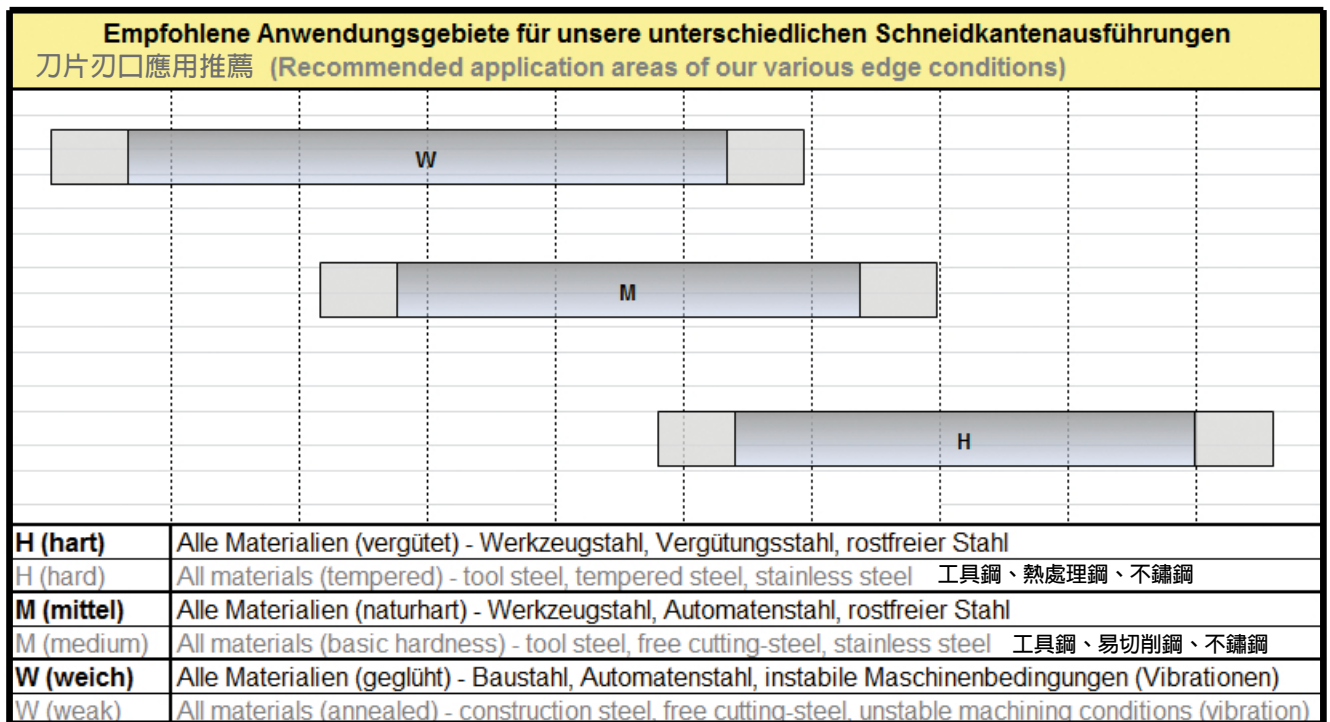 Empfohlene Anwendungsgebiete für unsere unterschiedlichen Schneidkantenausführungen
刀片刃口應用推薦 (Recommended application areas of our various edge conditions)
W
M
H
H (hart) Alle Materialien (vergütet) - Werkzeugstahl, Vergütungsstahl, rostfreier Stahl
H (hard) All materials (tempered) - tool steel, tempered steel, stainless steel 工具鋼、熱處理鋼、不鏽鋼
M (mittel) Alle Materialien (naturhart) - Werkzeugstahl, Automatenstahl, rostfreier Stahl
M (medium) All materials (basic hardness) - tool steel, free cutting-steel, stainless steel 工具鋼、易切削鋼、不鏽鋼
W (weich) Alle Materialien (geglüht) - Baustahl, Automatenstahl, instabile Maschinenbedingungen (Vibrationen)
W (weak) All materials (annealed) - construction steel, free cutting-steel, unstable machining conditions (vibration)